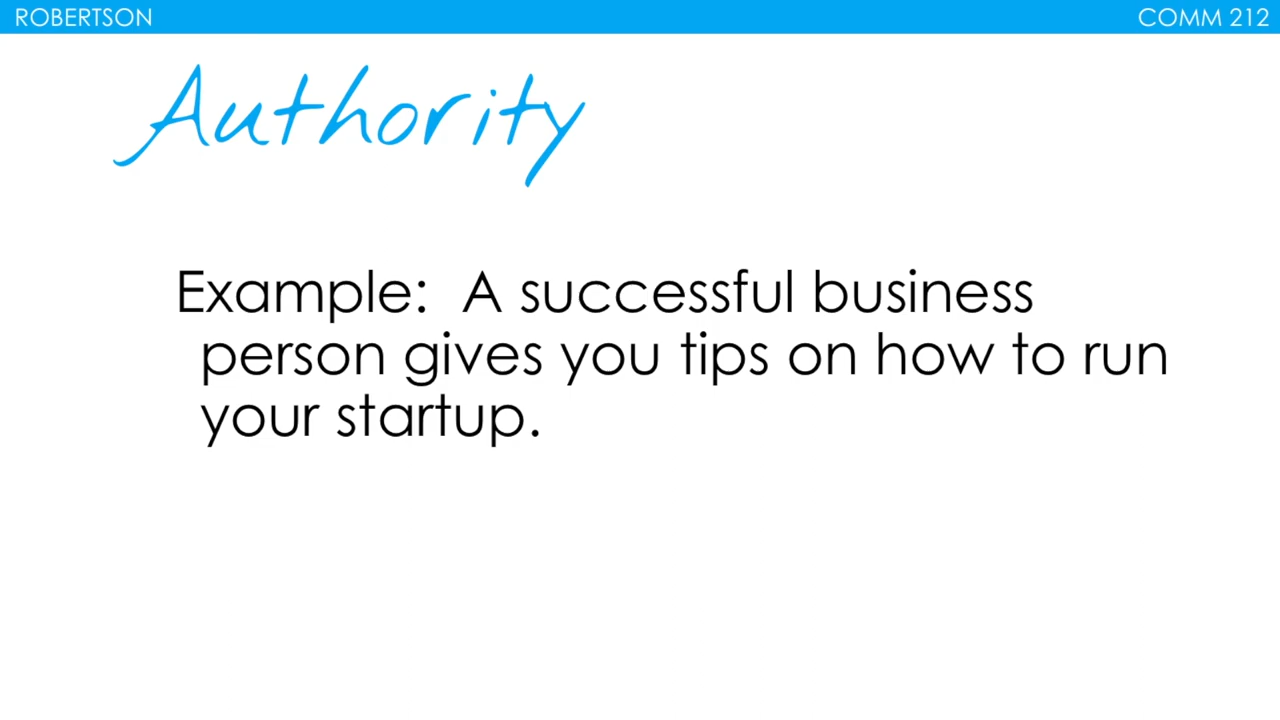 ROBERTSON
COMM 212
Authority
Example:  A successful business
person gives you tips on how to run
your startup.